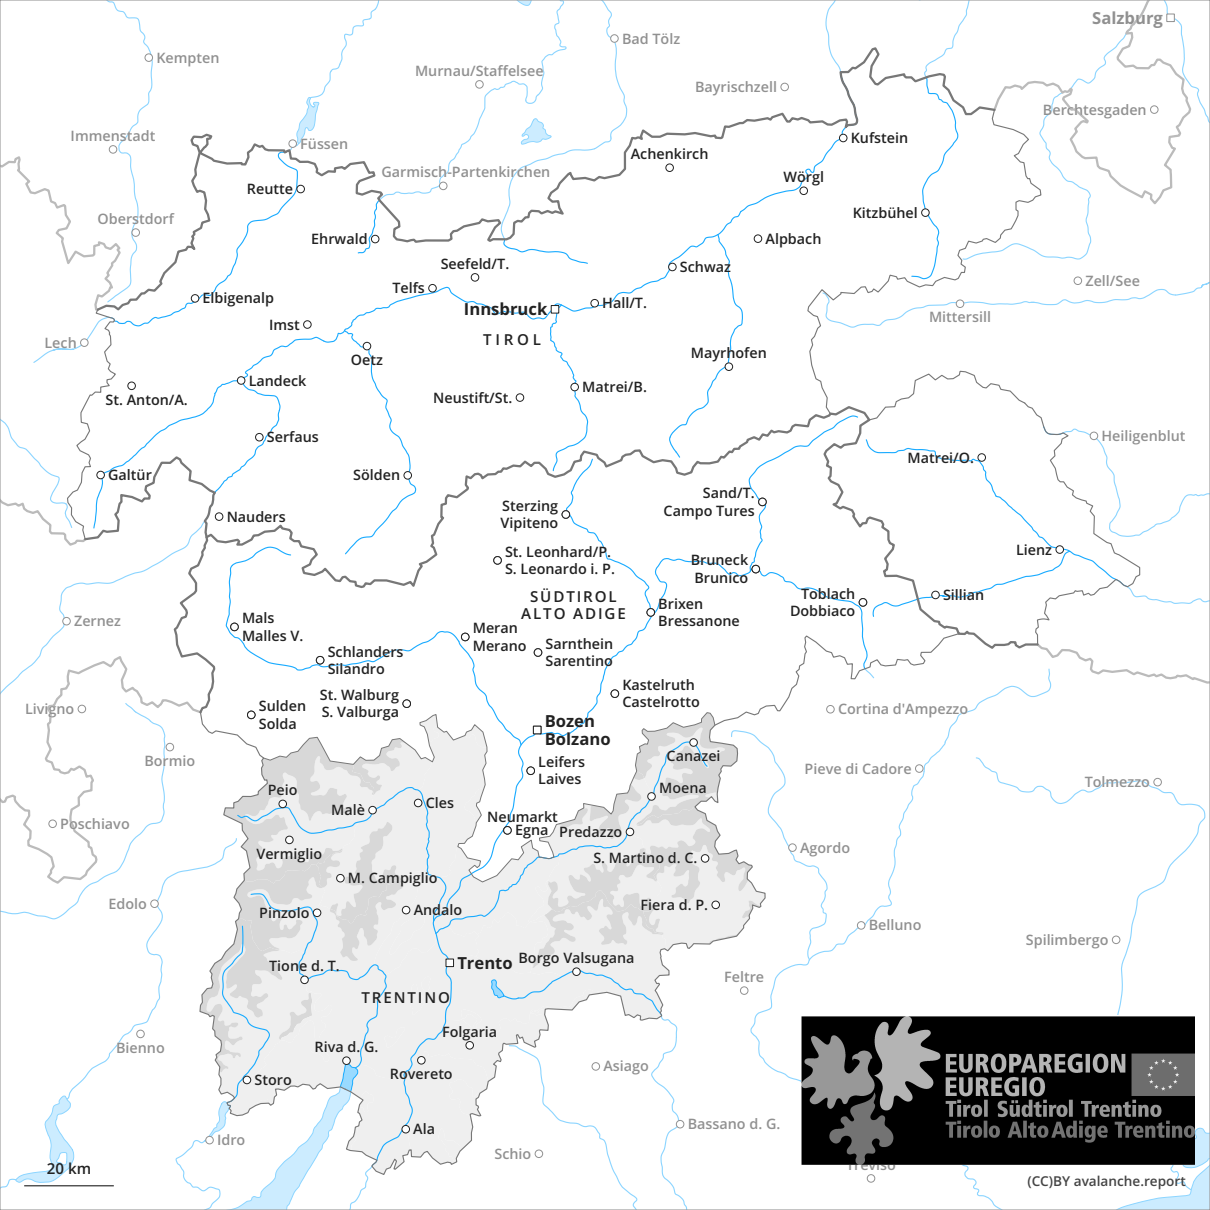 Salzburg
Bad Tölz
Kempten
Murnau/Staffelsee
Bayrischzell
Berchtesgaden
Immenstadt
Füssen
Kufstein
Achenkirch
Garmisch-Partenkirchen
Wörgl
Reutte
Oberstdorf
Kitzbühel
Ehrwald
Alpbach
Seefeld/T.
Schwaz
Zell/See
Telfs
Elbigenalp
Hall/T.
Innsbruck
Mittersill
Imst
TIROL
Lech
Oetz
Mayrhofen
Landeck
Matrei/B.
St. Anton/A.
Neustift/St.
Serfaus
Heiligenblut
Matrei/O.
Galtür
Sölden
Sand/T.
Campo Tures
Sterzing
Vipiteno
Nauders
St. Leonhard/P.
S. Leonardo i. P.
Lienz
Bruneck
Brunico
SÜDTIROL
ALTO ADIGE
Toblach
Dobbiaco
Sillian
Brixen
Bressanone
Zernez
Mals
Malles V.
Meran
Merano
Sarnthein
Sarentino
Schlanders
Silandro
Kastelruth
Castelrotto
St. Walburg
S. Valburga
Livigno
Sulden
Solda
Cortina d'Ampezzo
Bozen
Bolzano
Bormio
Canazei
Leifers
Laives
Pieve di Cadore
Tolmezzo
Peio
Moena
Malè
Cles
Neumarkt
Egna
Poschiavo
Predazzo
Vermiglio
Agordo
S. Martino d. C.
M. Campiglio
Edolo
Pinzolo
Andalo
Fiera d. P.
Belluno
Spilimbergo
Trento
Borgo Valsugana
Tione d. T.
Feltre
TRENTINO
Folgaria
Bienno
Riva d. G.
Rovereto
Asiago
Storo
EUROPAREGION
EUREGIO
Tirol Südtirol Trentino
Tirolo Alto Adige Trentino
Ala
Bassano d. G.
Idro
Schio
Treviso
20 km
(CC)BY avalanche.report